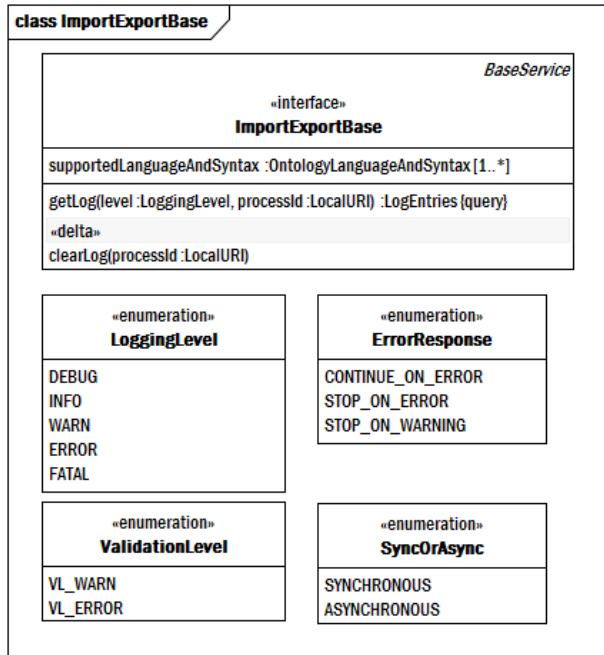 class ImportExportBase
BaseService
«interface»
ImportExportBase
supportedLanguageAndSyntax :OntologyLanguageAndSyntax [1..*]
getLog(level :LoggingLevel, processId :LocalURI) :LogEntries {query}
«delta»
clearLog(processId :LocalURI)
«enumeration»
LoggingLevel
DEBUG
INFO
WARN
ERROR
FATAL
«enumeration»
ErrorResponse
CONTINUE_ON_ERROR
STOP_ON_ERROR
STOP_ON_WARNING
«enumeration»
ValidationLevel
VL_WARN
VL_ERROR
«enumeration»
SyncOrAsync
SYNCHRONOUS
ASYNCHRONOUS